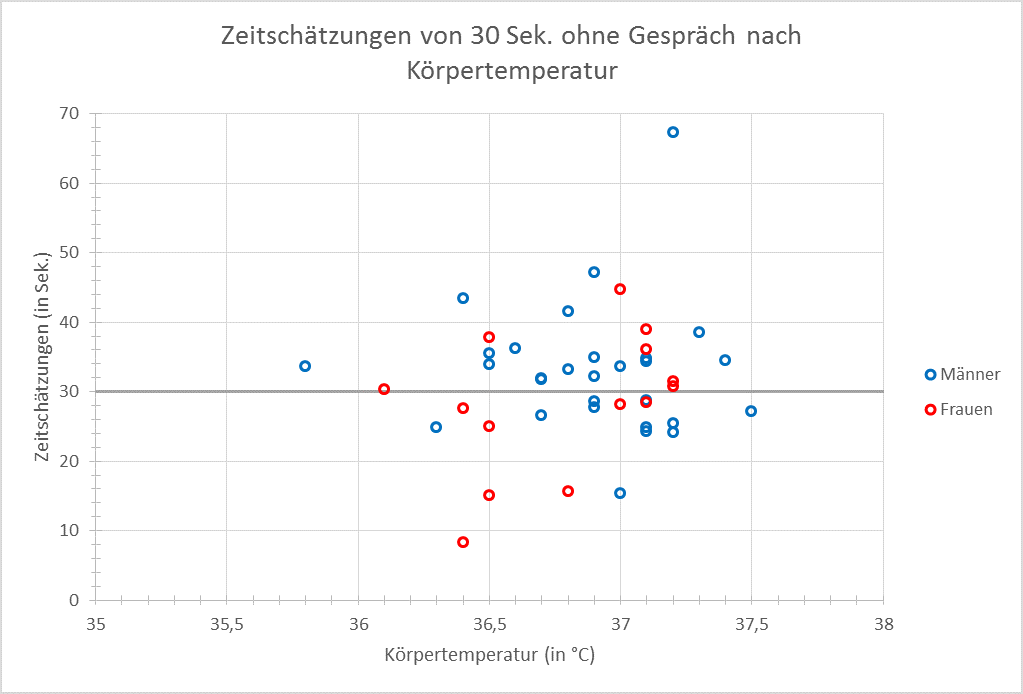 Zeitschätzungen von 30 Sek. ohne Gespräch nach
Körpertemperatur
70
60
50
40
30
20
10
0
Zeitschätzungen (in Sek.)
35
35,5
36
36,5
37
37,5
38
Körpertemperatur (in °C)
Männer
Frauen